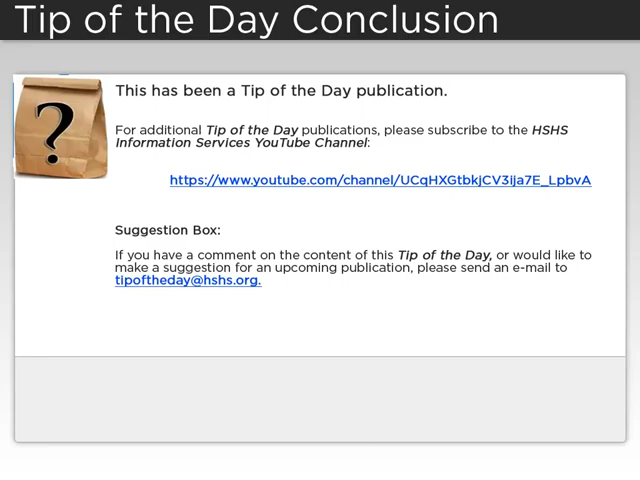 Tip of the Day Conclusion
?
This has been a Tip of the Day publication.
For additional Tip of the Day publications, please subscribe to the HSHS
Information Services YouTube Channel:
https://www.youtube.com/channel/UCqHXGtbkjCV3ija7E_LpbvA
Suggestion Box:
If you have a comment on the content of this Tip of the Day, or would like to
make a suggestion for an upcoming publication, please send an e-mail to
tipoftheday@hshs.org.